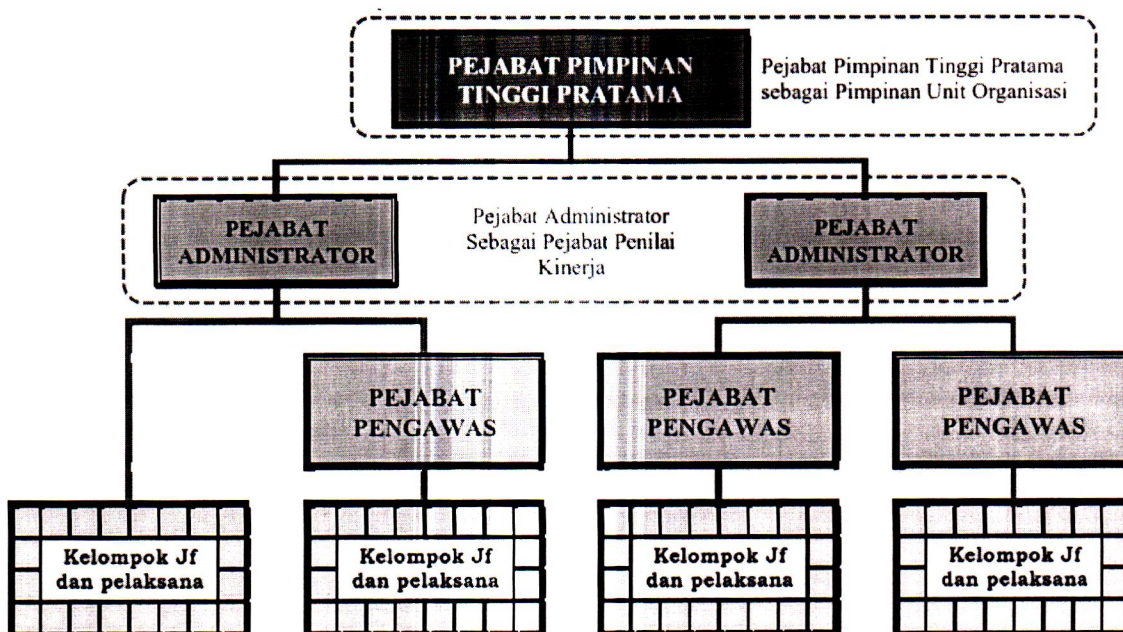 PEJABAT PIMPINAN
TINGGI PRATAMA
Pejabat Pimpinan Tinggi Pratama
sebagai Pimpinan Unit Organisasi
PEJABAT
ADMINISTRATOR
Pejabat Administrator
Sebagai Pejabat Penilai
Kinerja
PEJABAT
ADMINISTRATOR
PEJABAT
PENGAWAS
PEJABAT
PENGAWAS
PEJABAT
PENGAWAS
Kelompok Jf
dan pelaksana
Kelompok Jf
dan pelaksana
Kelompok Jf
dan pelaksana
Kelompok Jf
dan pelaksana